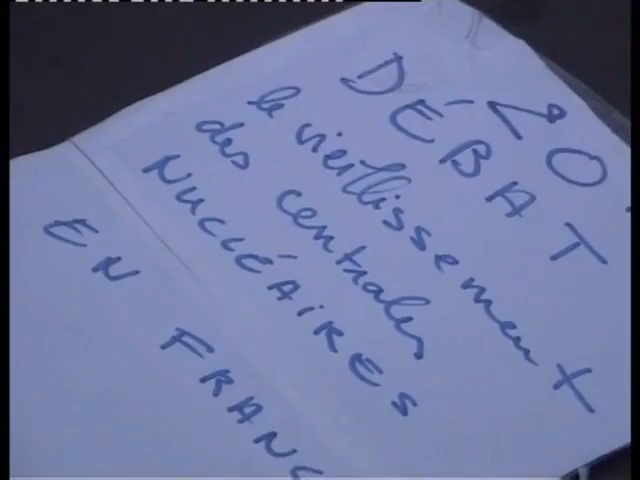 20
DÉBAT
le vieillissement
des centrales
NUCLÉAIRES
EN FRANC